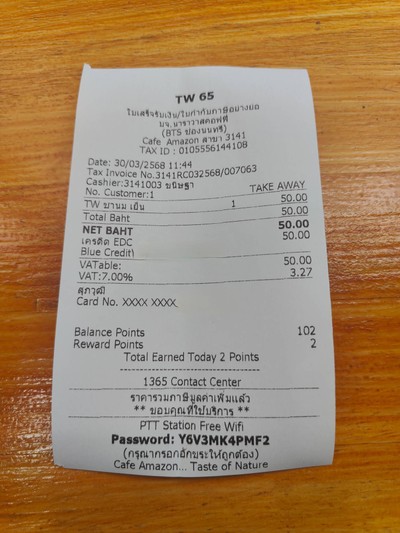 TW 65
ใบเสร็จรับเงิน/ใบกำกับภาษีอย่างย่อ
บจ.นาราวาสคอฟฟี่
(BTS ช่องนนทรี)
Cafe Amazon สาขา 3141
TAX ID : 0105556144108
Date: 30/03/2568 11:44
Tax Invoice No.3141RC032568/007063
Cashier:3141003 ขนิษฐา
No. Customer:1 TAKE AWAY
TW ชานม เย็น 1 50.00
Total Baht 50.00
NET BAHT 50.00
เครดิต EDC 50.00
Blue Credit\
VATable: 50.00
VAT:7.00% 3.27
สุภวุฒิ
Card No. XXXX XXXX
Balance Points 102
Reward Points 2
Total Earned Today 2 Points
--------------------------------
1365 Contact Center
ราคารวมภาษีมูลค่าเพิ่มแล้ว
** ขอบคุณที่ใช้บริการ **
PTT Station Free Wifi
Password: Y6V3MK4PMF2
(กรุณากรอกอักขระให้ถูกต้อง)
Cafe Amazon... Taste of Nature